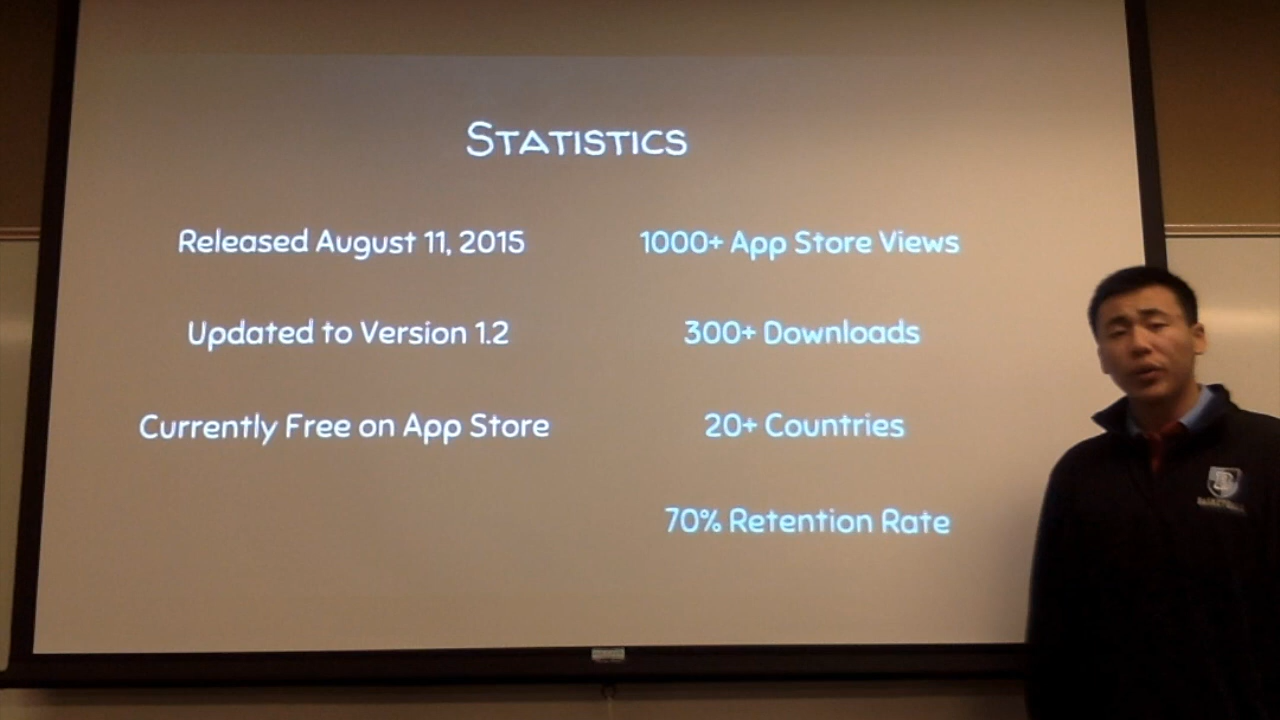 Statistics
Released August 11, 2015
Updated to Version 1.2
Currently Free on App Store
1000+ App Store Views
300+ Downloads
20+ Countries
70% Retention Rate